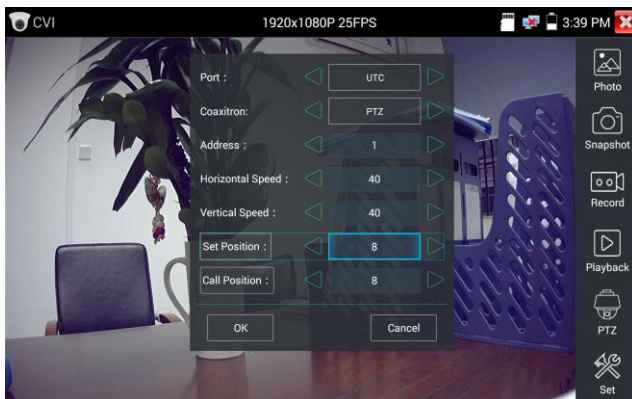 CVI 1920x1080P 25FPS 3:39 PM
Port : UTC
Coaxitron: PTZ
Address : 1
Horizontal Speed : 40
Vertical Speed : 40
Set Position : 8
Call Position : 8
OK Cancel
Photo
Snapshot
Record
Playback
PTZ
Set